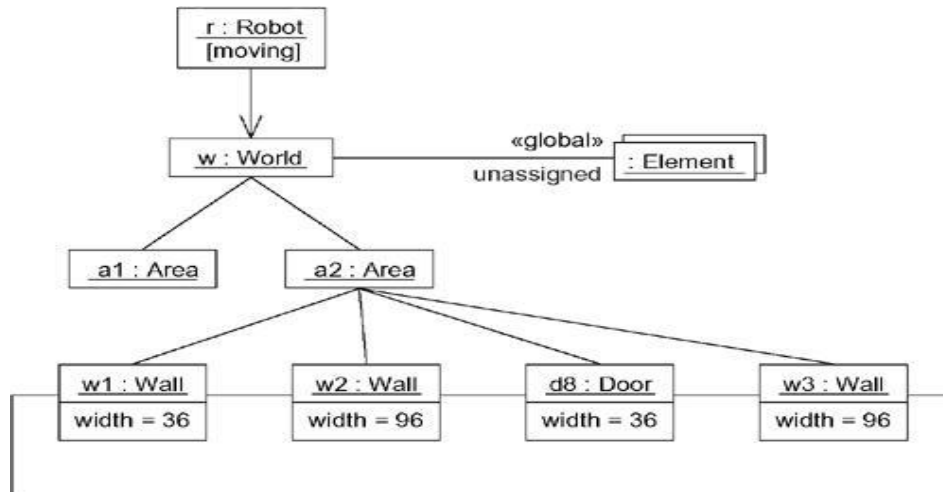 r : Robot
[moving]
«global»
w : World
: Element
unassigned
a1 : Area
a2 : Area
w1 : Wall
w2 : Wall
d8 : Door
w3 : Wall
width = 36
width = 96
width = 36
width = 96